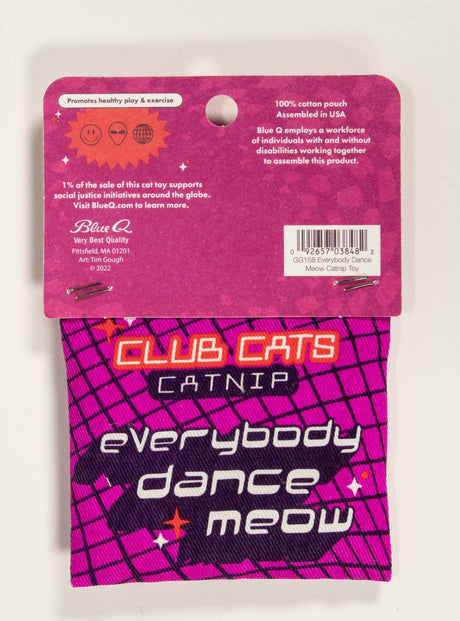 Promotes healthy play & exercise
1% of the sale of this cat toy supports
social justice initiatives around the globe.
Visit BlueQ.com to learn more.
Blue Q
Very Best Quality
Pittsfield, MA 01201
Art: Tim Gough
© 2022
100% cotton pouch
Assembled in USA
Blue Q employs a workforce
of individuals with and without
disabilities working together
to assemble this product.
0 92657 03848 2
GG158 Everybody Dance
Meow Catnip Toy
CLUB CATS
CATNIP
everybody
dance
meow